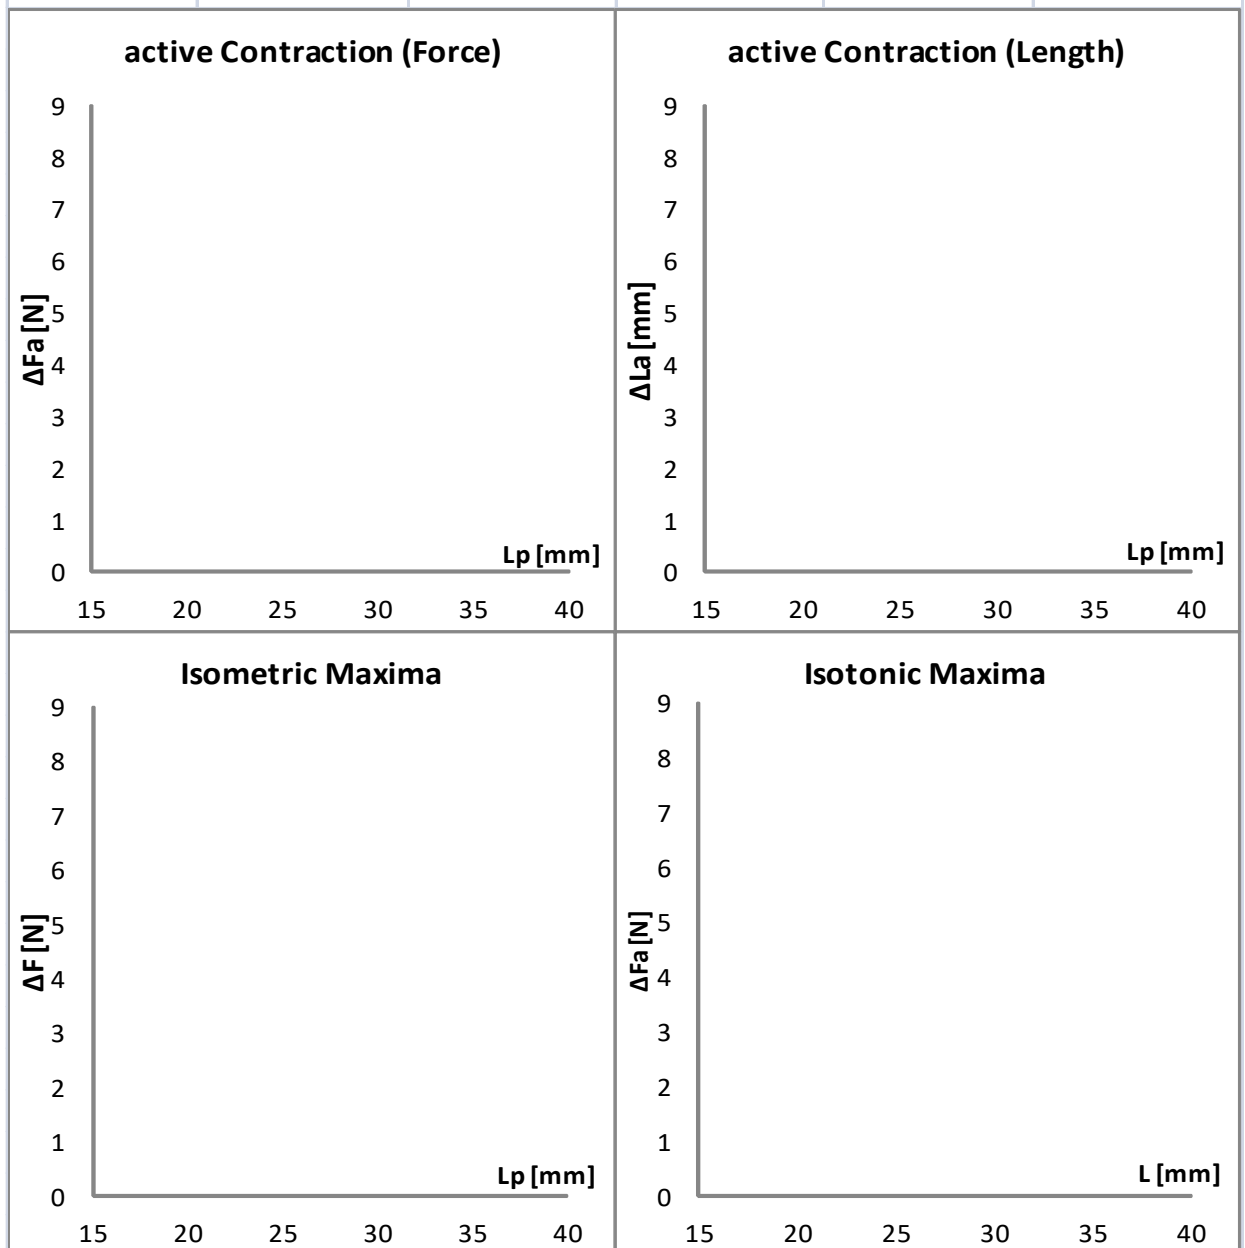 active Contraction (Force)
9
8
7
6
5
4
3
2
1
0
ΔFa [N]
Lp [mm]
15 20 25 30 35 40
active Contraction (Length)
9
8
7
6
5
4
3
2
1
0
ΔLa [mm]
Lp [mm]
15 20 25 30 35 40
Isometric Maxima
9
8
7
6
5
4
3
2
1
0
ΔF [N]
Lp [mm]
15 20 25 30 35 40
Isotonic Maxima
9
8
7
6
5
4
3
2
1
0
ΔFa [N]
L [mm]
15 20 25 30 35 40